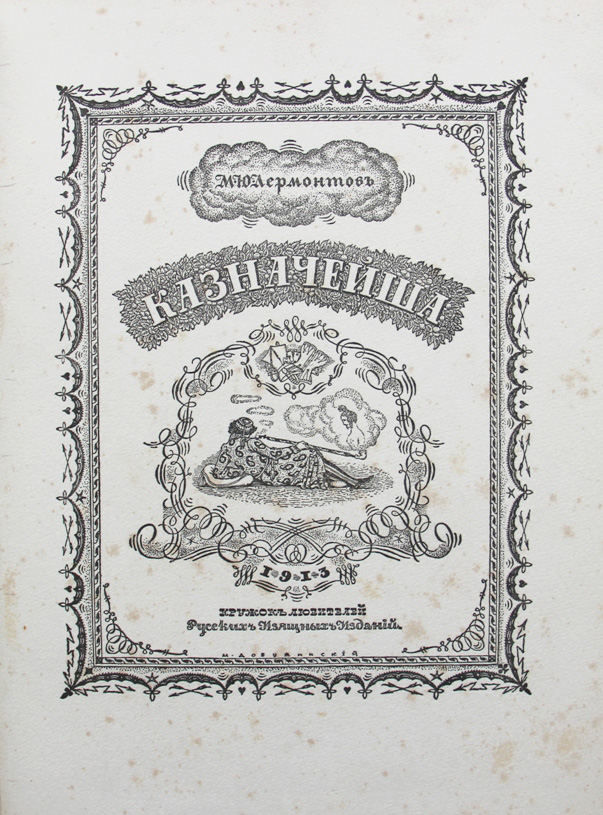 М.Ю.Лермонтовъ
КАЗНАЧЕЙША
1•9•1•3
КРУЖОКЪ ЛЮБИТЕЛЕЙ
Русскихъ Изящныхъ Изданій.
М. ДОБУЖИНСКІЙ